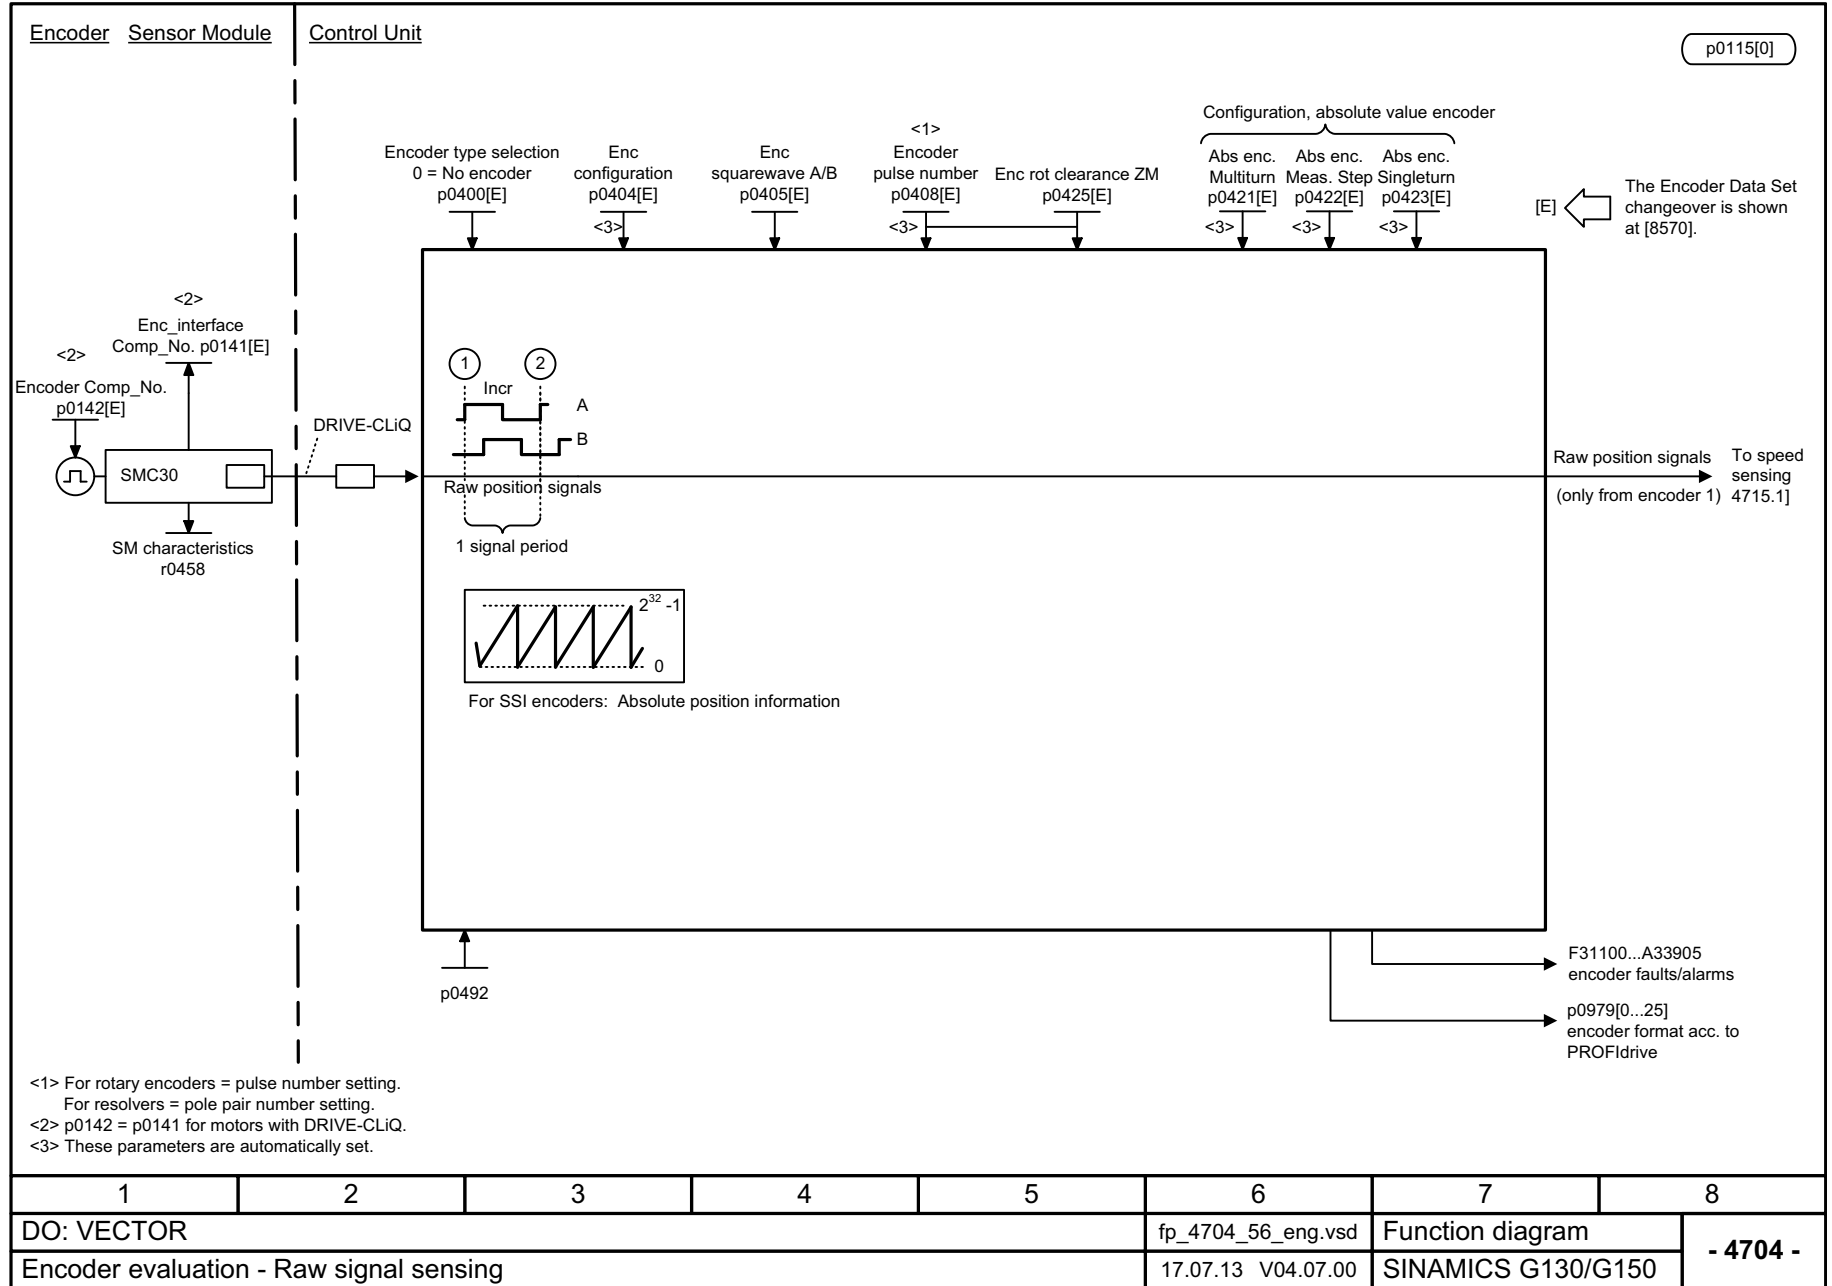 Encoder Sensor Module Control Unit
p0115[0]
Configuration, absolute value encoder
Encoder type selection
0 = No encoder
p0400[E]
Enc
configuration
p0404[E]
<3>
Enc
squarewave A/B
p0405[E]
<1>
Encoder
pulse number
p0408[E]
<3>
Enc rot clearance ZM
p0425[E]
Abs enc.
Multiturn
p0421[E]
<3>
Abs enc.
Meas. Step
p0422[E]
<3>
Abs enc.
Singleturn
p0423[E]
<3>
[E]
The Encoder Data Set
changeover is shown
at [8570].
<2>
Enc_interface
Comp_No. p0141[E]
<2>
Encoder Comp_No.
p0142[E]
SMC30
DRIVE-CLiQ
SM characteristics
r0458
1
2
Incr
A
B
Raw position signals
1 signal period
2^32 -1
0
For SSI encoders: Absolute position information
Raw position signals
(only from encoder 1)
To speed
sensing
4715.1]
p0492
F31100...A33905
encoder faults/alarms
p0979[0...25]
encoder format acc. to
PROFIdrive
<1> For rotary encoders = pulse number setting.
For resolvers = pole pair number setting.
<2> p0142 = p0141 for motors with DRIVE-CLiQ.
<3> These parameters are automatically set.
1 2 3 4 5 6 7 8
DO: VECTOR
fp_4704_56_eng.vsd
Function diagram
- 4704 -
Encoder evaluation - Raw signal sensing
17.07.13 V04.07.00
SINAMICS G130/G150